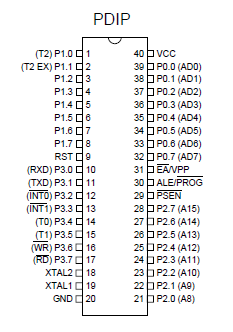 PDIP
(T2) P1.0 1 40 VCC
(T2 EX) P1.1 2 39 P0.0 (AD0)
P1.2 3 38 P0.1 (AD1)
P1.3 4 37 P0.2 (AD2)
P1.4 5 36 P0.3 (AD3)
P1.5 6 35 P0.4 (AD4)
P1.6 7 34 P0.5 (AD5)
P1.7 8 33 P0.6 (AD6)
RST 9 32 P0.7 (AD7)
(RXD) P3.0 10 31 E̅A̅/VPP
(TXD) P3.1 11 30 ALE/P̅R̅O̅G̅
(I̅N̅T̅0̅) P3.2 12 29 P̅S̅E̅N̅
(I̅N̅T̅1̅) P3.3 13 28 P2.7 (A15)
(T0) P3.4 14 27 P2.6 (A14)
(T1) P3.5 15 26 P2.5 (A13)
(W̅R̅) P3.6 16 25 P2.4 (A12)
(R̅D̅) P3.7 17 24 P2.3 (A11)
XTAL2 18 23 P2.2 (A10)
XTAL1 19 22 P2.1 (A9)
GND 20 21 P2.0 (A8)